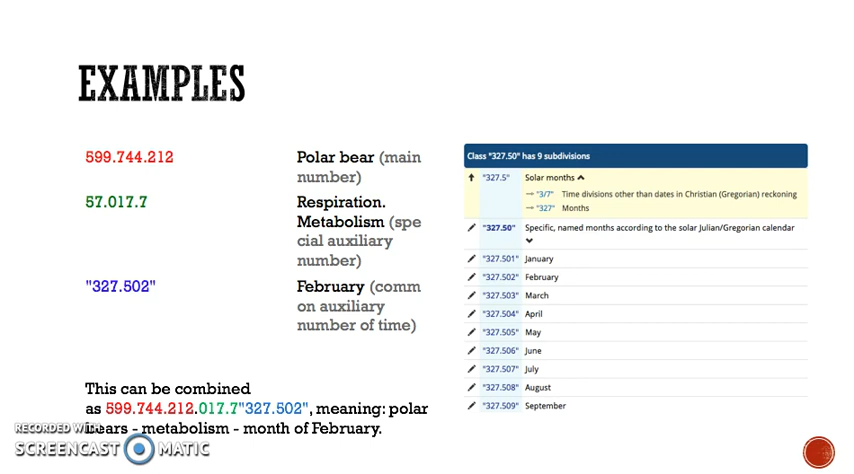 EXAMPLES
599.744.212
Polar bear (main
number)
57.017.7
Respiration.
Metabolism (spe
cial auxiliary
number)
"327.502"
February (comm
on auxiliary
number of time)
This can be combined
as 599.744.212.017.7"327.502", meaning: polar
bears - metabolism - month of February.
Class "327.50" has 9 subdivisions
"327.5" Solar months
"3/7" Time divisions other than dates in Christian (Gregorian) reckoning
"327" Months
"327.50" Specific, named months according to the solar Julian/Gregorian calendar
"327.501" January
"327.502" February
"327.503" March
"327.504" April
"327.505" May
"327.506" June
"327.507" July
"327.508" August
"327.509" September
RECORDED WITH
SCREENCAST MATIC